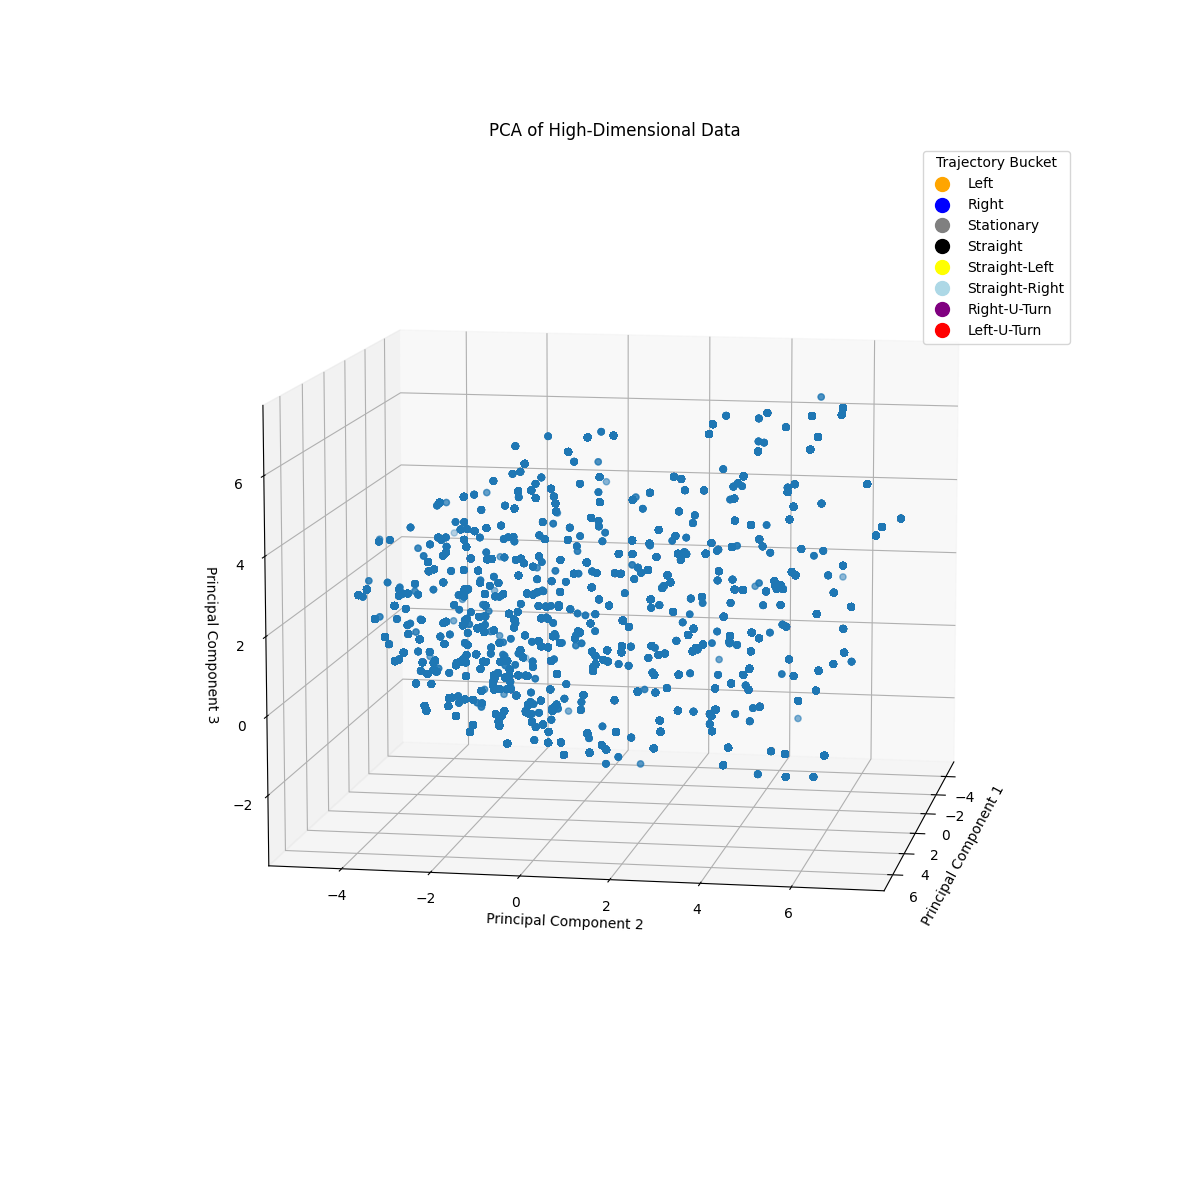 PCA of High-Dimensional Data
Trajectory Bucket
Left
Right
Stationary
Straight
Straight-Left
Straight-Right
Right-U-Turn
Left-U-Turn
6
4
2
0
−2
Principal Component 3
−4
−2
0
2
4
6
Principal Component 2
−4
−2
0
2
4
6
Principal Component 1